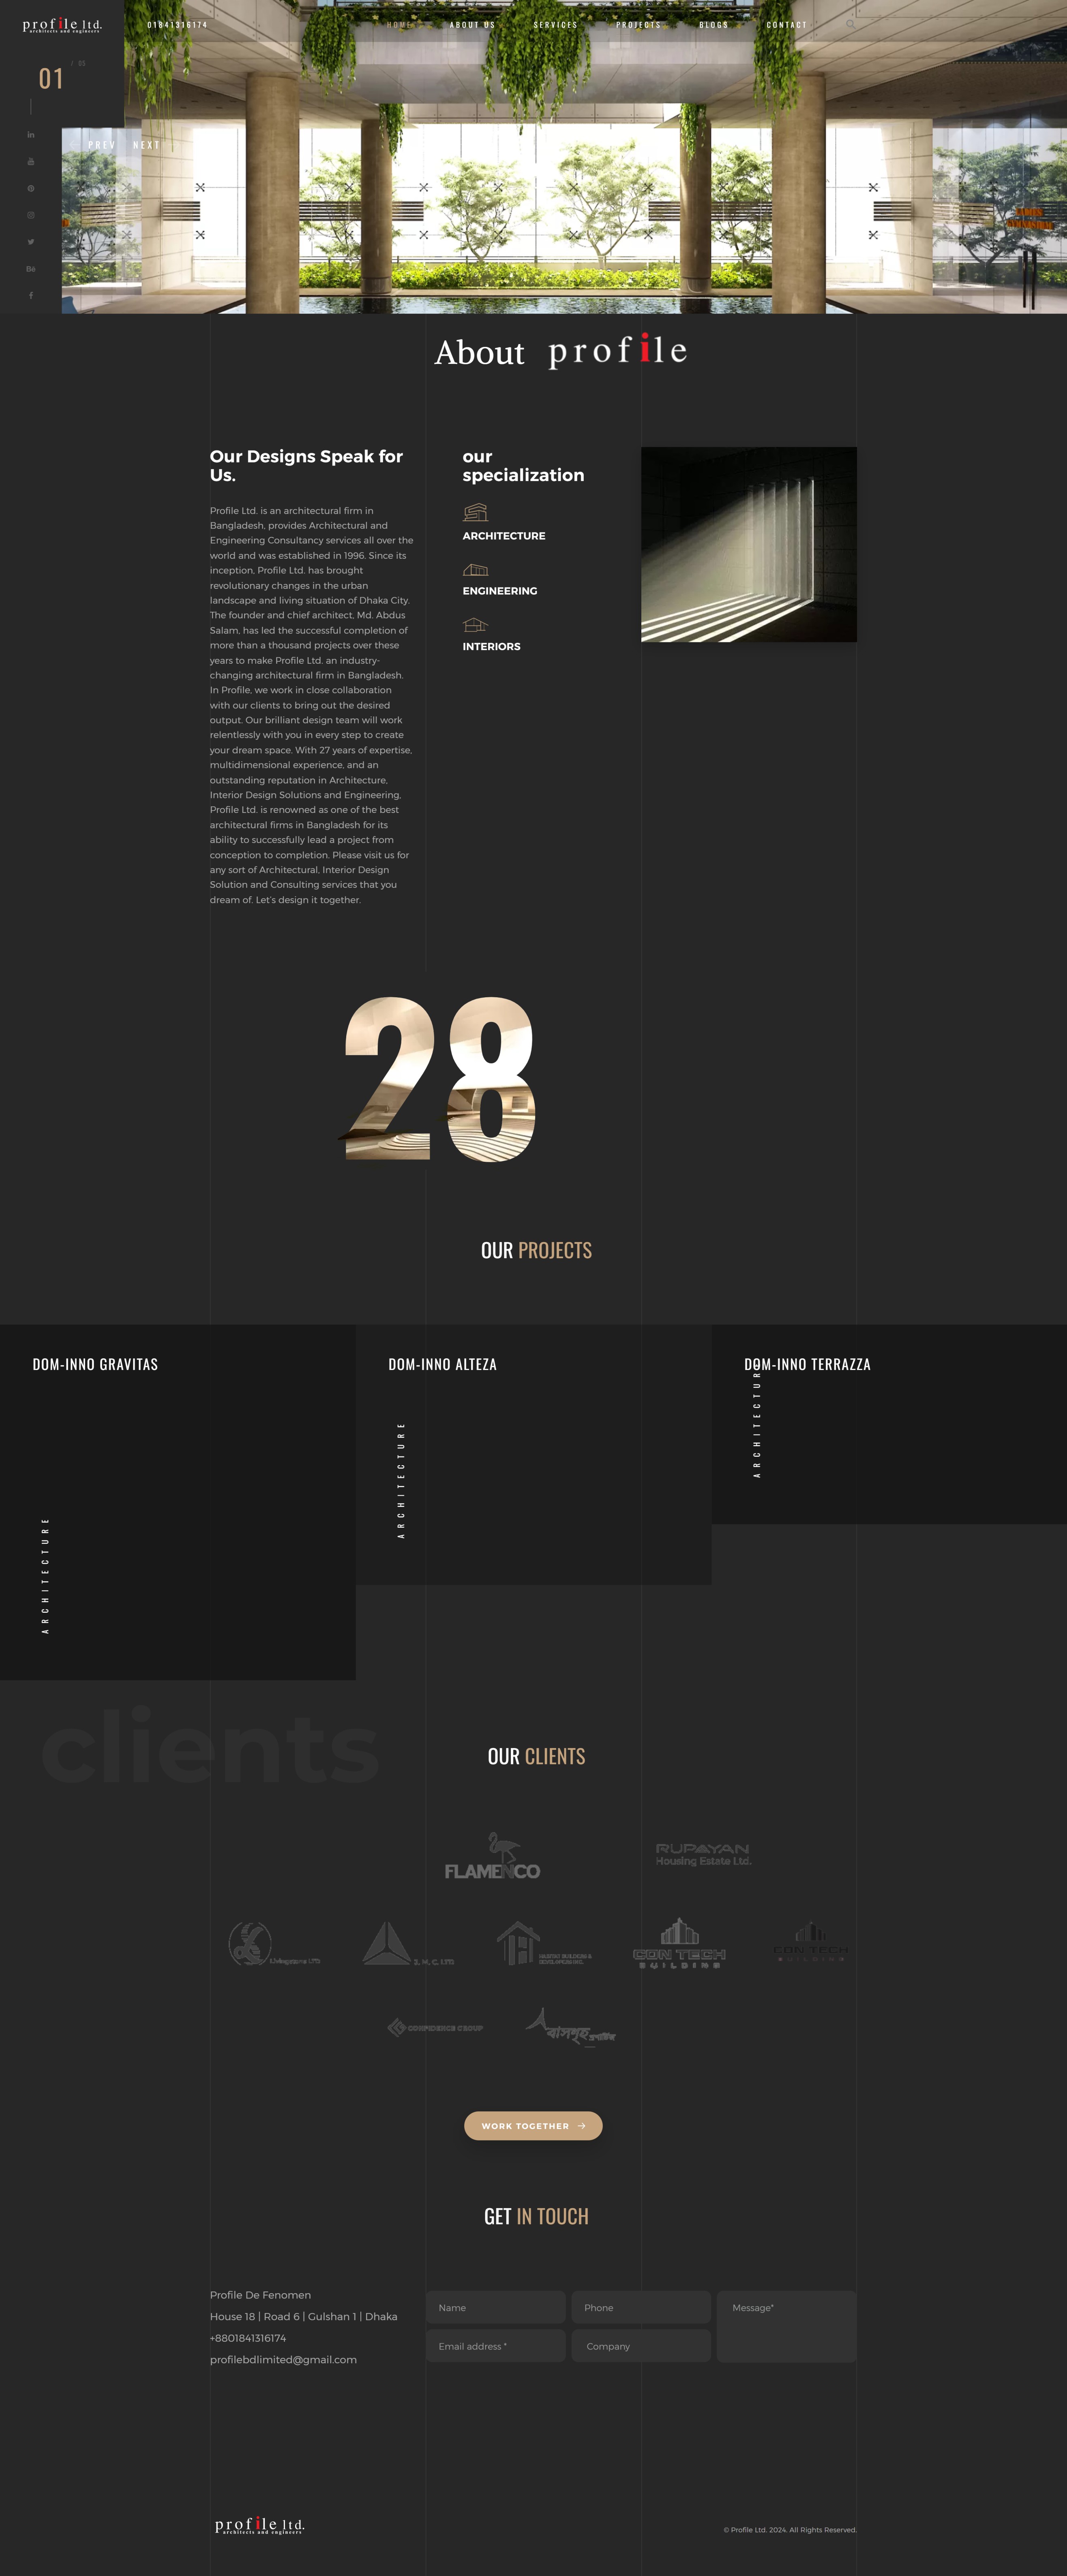 profile ltd.
architects and engineers
01841316174
HOME
ABOUT US
SERVICES
PROJECTS
BLOGS
CONTACT
01
/ 05
PREV NEXT
About profile
Our Designs Speak for
Us.
Profile Ltd. is an architectural firm in
Bangladesh, provides Architectural and
Engineering Consultancy services all over the
world and was established in 1996. Since its
inception, Profile Ltd. has brought
revolutionary changes in the urban
landscape and living situation of Dhaka City.
The founder and chief architect, Md. Abdus
Salam, has led the successful completion of
more than a thousand projects over these
years to make Profile Ltd. an industry-
changing architectural firm in Bangladesh.
In Profile, we work in close collaboration
with our clients to bring out the desired
output. Our brilliant design team will work
relentlessly with you in every step to create
your dream space. With 27 years of expertise,
multidimensional experience, and an
outstanding reputation in Architecture,
Interior Design Solutions and Engineering,
Profile Ltd. is renowned as one of the best
architectural firms in Bangladesh for its
ability to successfully lead a project from
conception to completion. Please visit us for
any sort of Architectural, Interior Design
Solution and Consulting services that you
dream of. Let's design it together.
our
specialization
ARCHITECTURE
ENGINEERING
INTERIORS
28
OUR PROJECTS
DOM-INNO GRAVITAS
ARCHITECTURE
DOM-INNO ALTEZA
ARCHITECTURE
DOM-INNO TERRAZZA
ARCHITECTURE
clients
OUR CLIENTS
FLAMENCO
RUPAYAN
Housing Estate Ltd.
Livingstone LTD
S. M. C. LTD
HABITAT BUILDERS &
DEVELOPERS INC.
CON TECH
BUILDING
CON TECH
BUILDING
CONFIDENCE GROUP
WORK TOGETHER
GET IN TOUCH
Profile De Fenomen
House 18 | Road 6 | Gulshan 1 | Dhaka
+8801841316174
profilebdlimited@gmail.com
Name
Phone
Message*
Email address *
Company
profile ltd.
architects and engineers
© Profile Ltd. 2024. All Rights Reserved.